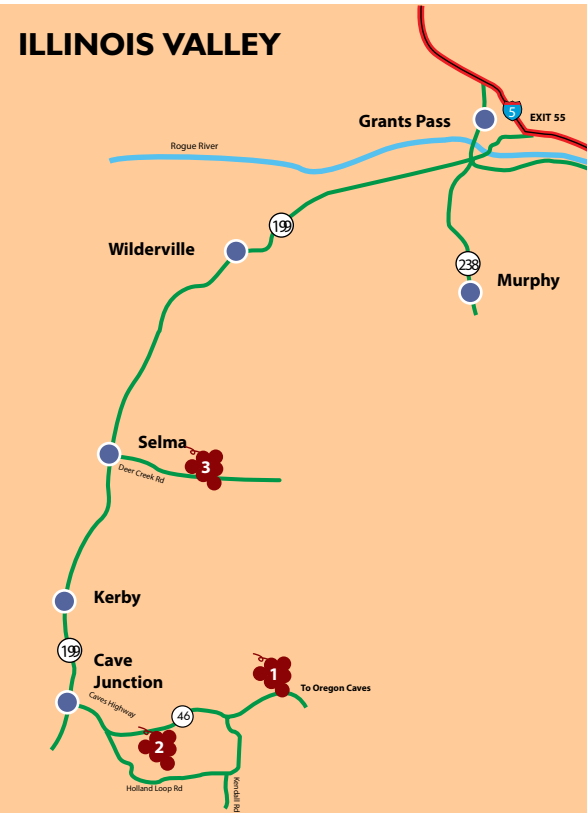 ILLINOIS VALLEY
5
EXIT 55
Grants Pass
Rogue River
199
Wilderville
238
Murphy
Selma
3
Deer Creek Rd
Kerby
199
Cave
Junction
1
To Oregon Caves
Caves Highway
46
2
Holland Loop Rd
Kendall Rd